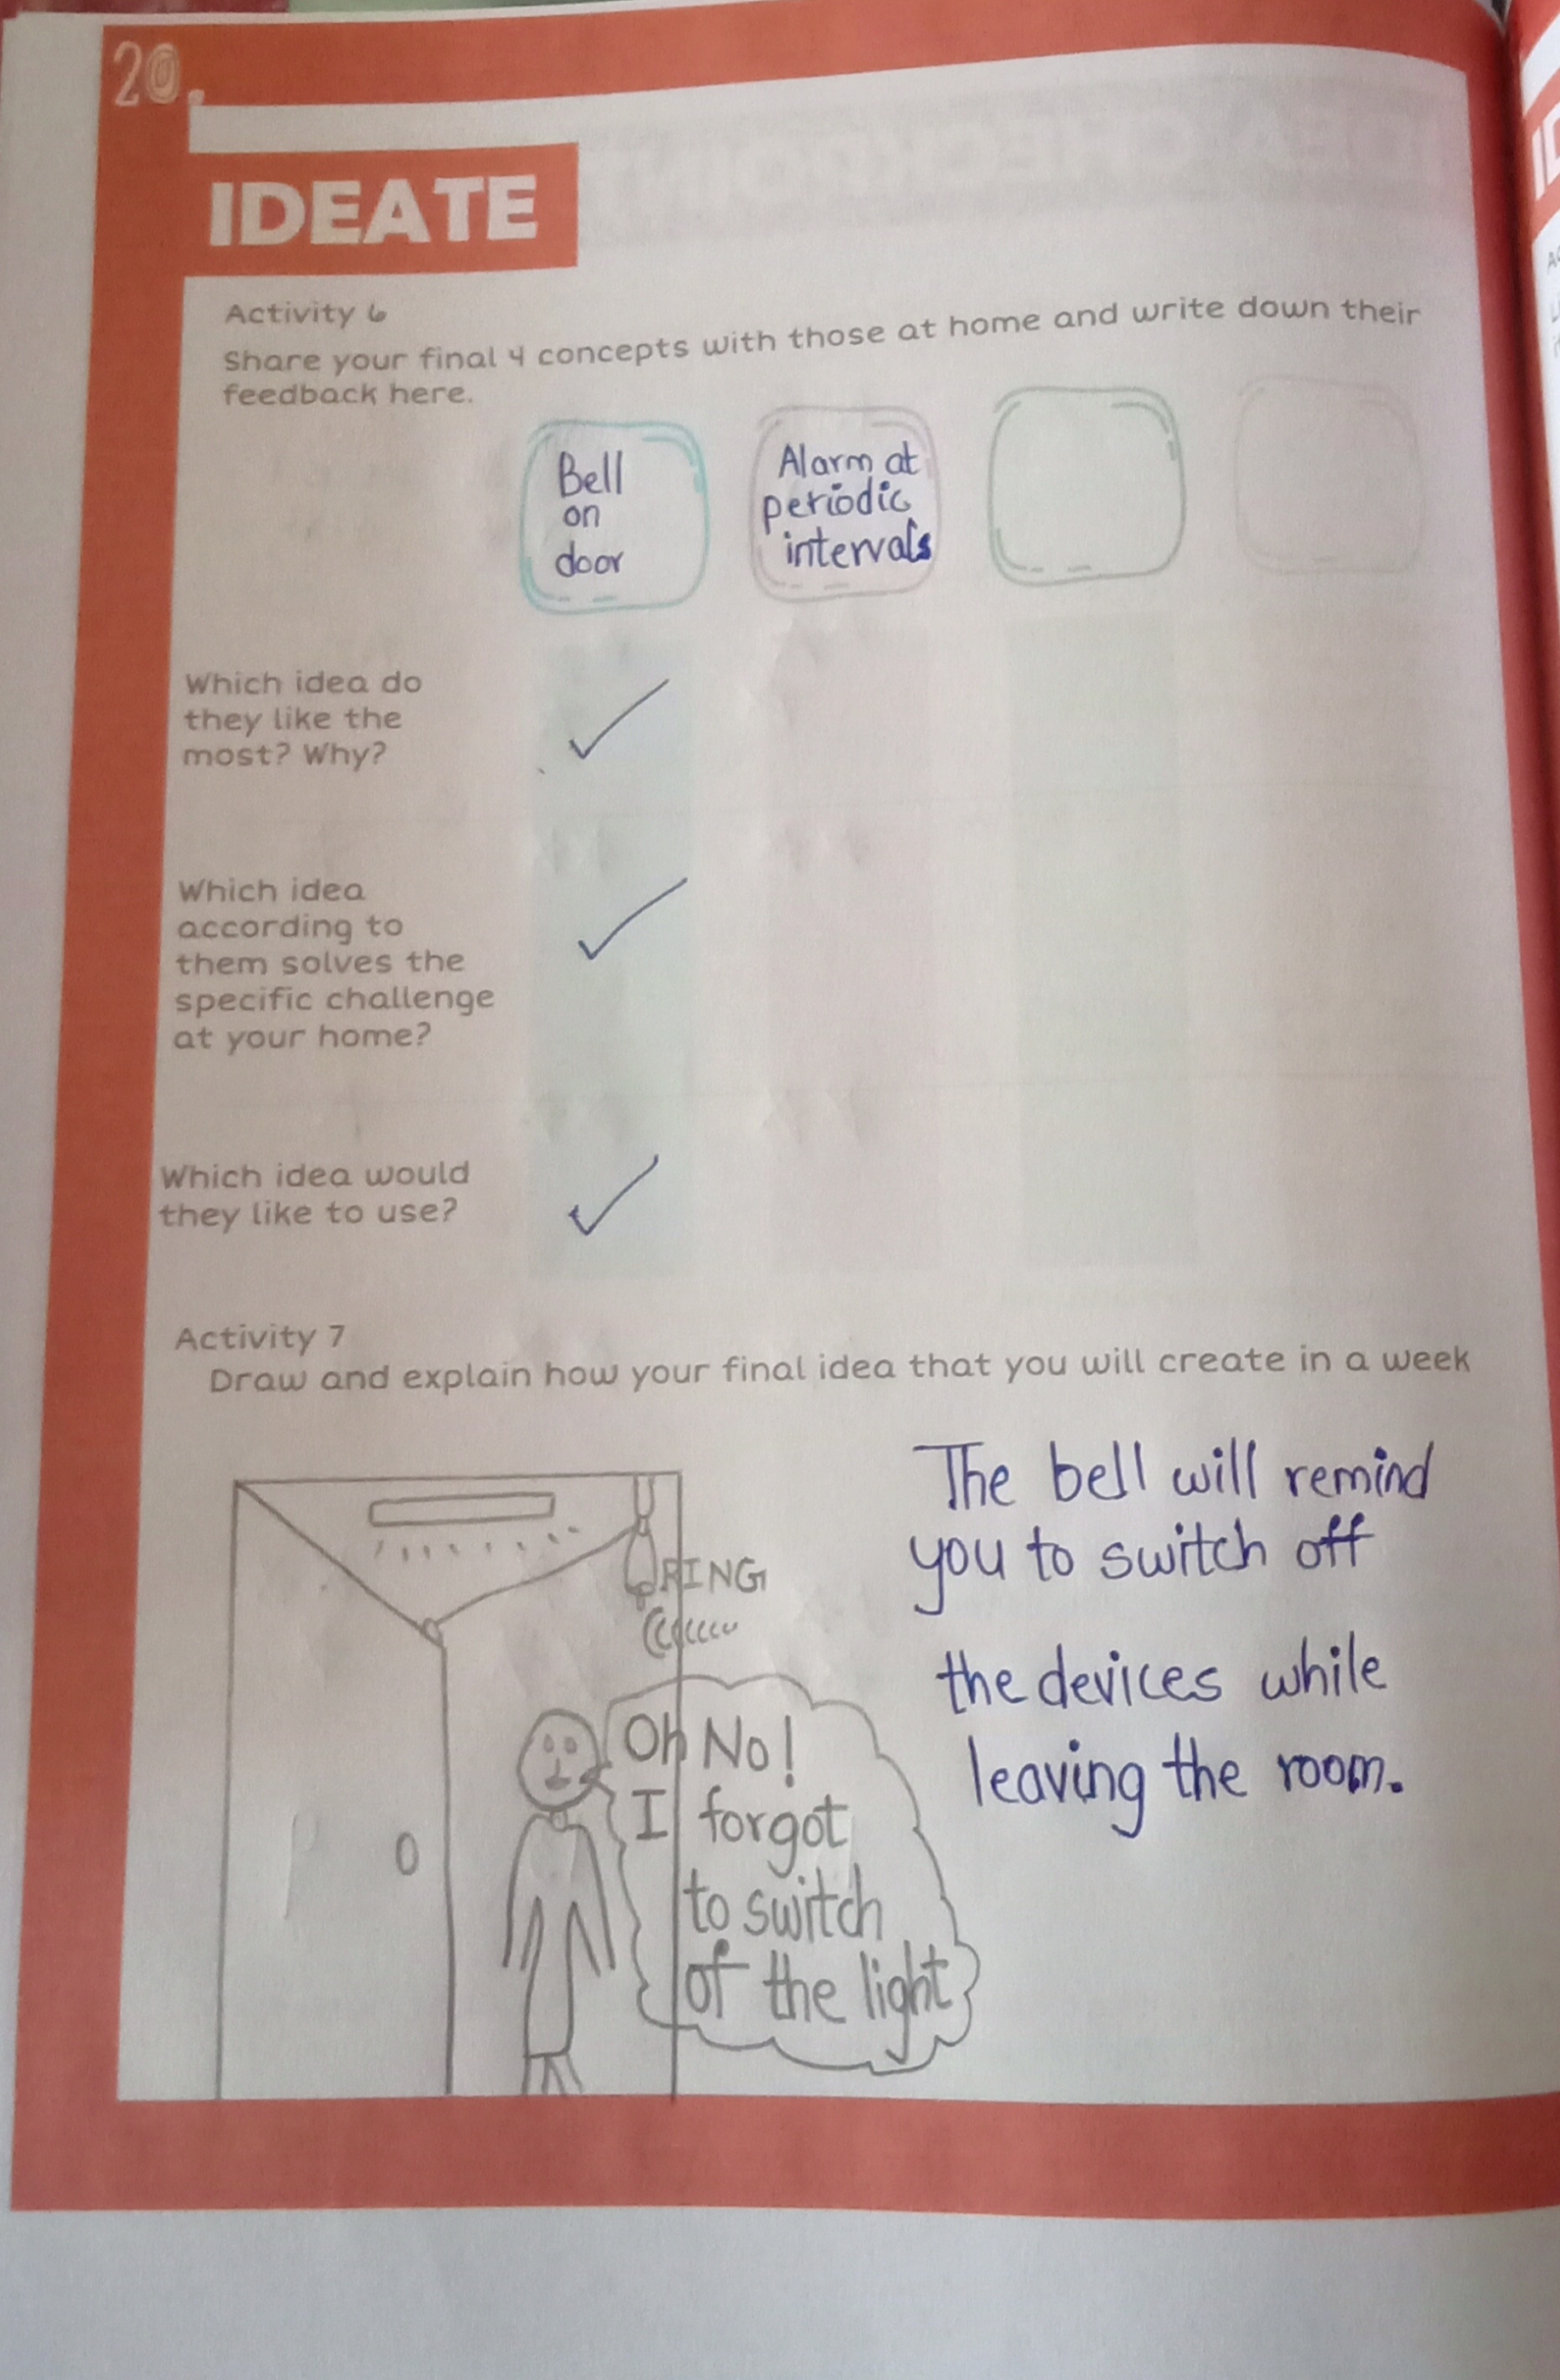 20.
IDEATE
Activity 6
Share your final 4 concepts with those at home and write down their
feedback here.
Bell
on
door
Alarm at
periodic
intervals
Which idea do
they like the
most? Why?
Which idea
according to
them solves the
specific challenge
at your home?
Which idea would
they like to use?
Activity 7
Draw and explain how your final idea that you will create in a week
RING
Oh No!
I forgot
to switch
of the light
The bell will remind
you to switch off
the devices while
leaving the room.